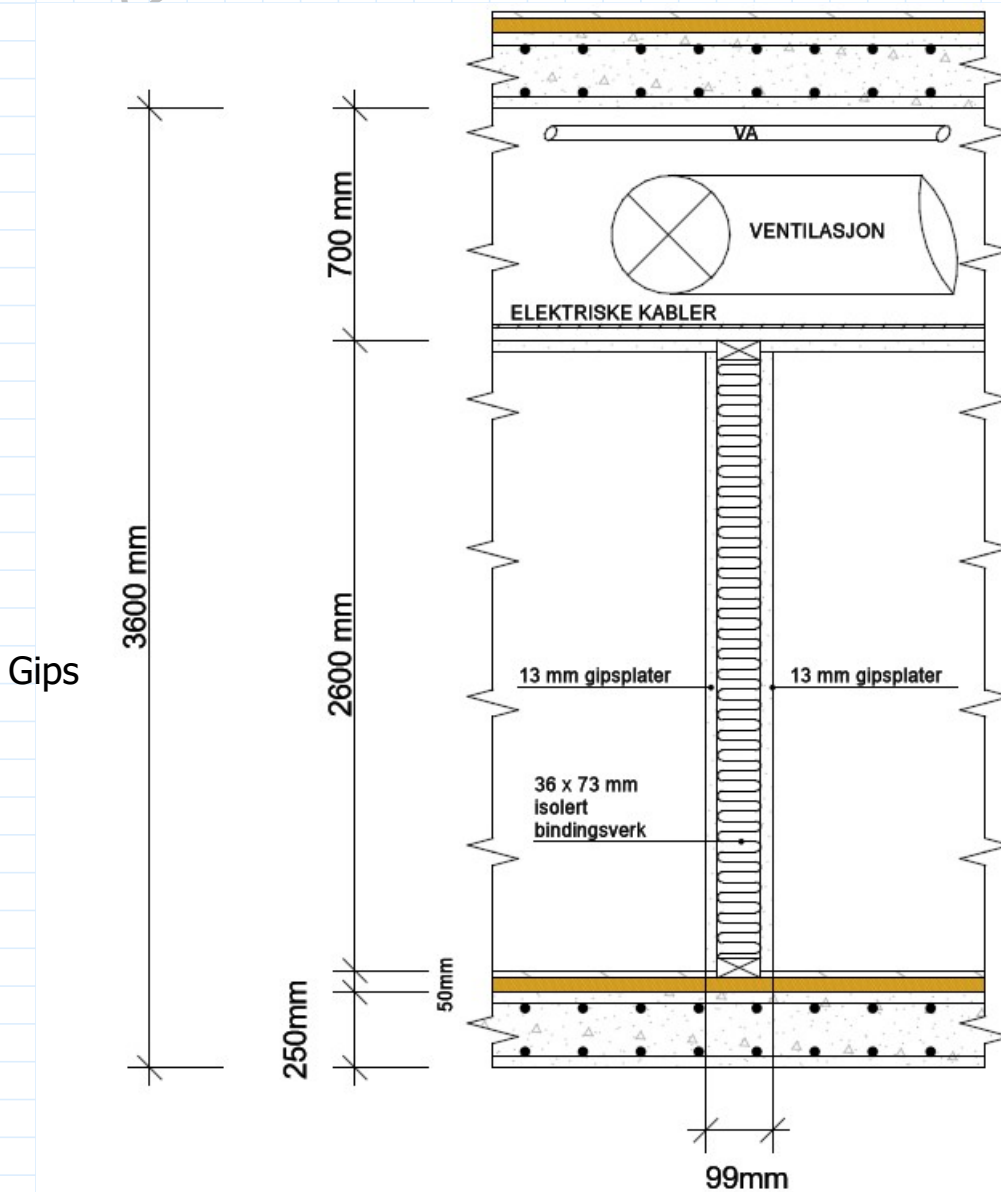 VA
700 mm
VENTILASJON
ELEKTRISKE KABLER
3600 mm
2600 mm
Gips
13 mm gipsplater
13 mm gipsplater
36 x 73 mm
isolert
bindingsverk
50mm
250mm
99mm